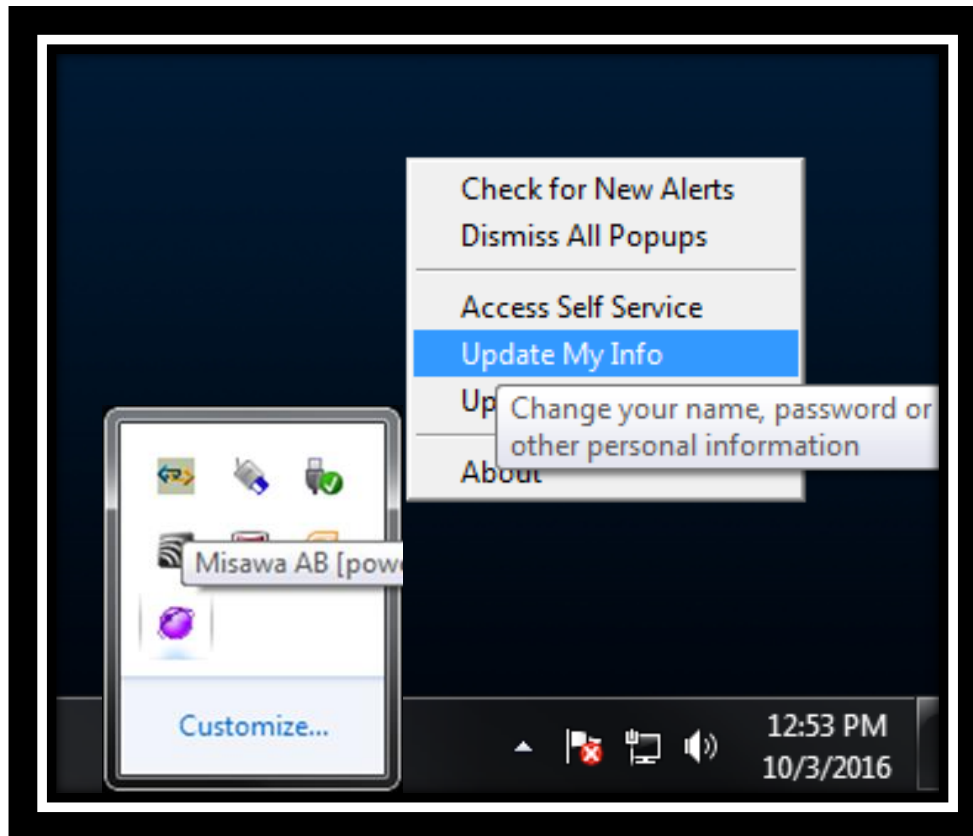 Check for New Alerts
Dismiss All Popups
Access Self Service
Update My Info
Change your name, password or
other personal information
About
Misawa AB
Customize...
12:53 PM
10/3/2016